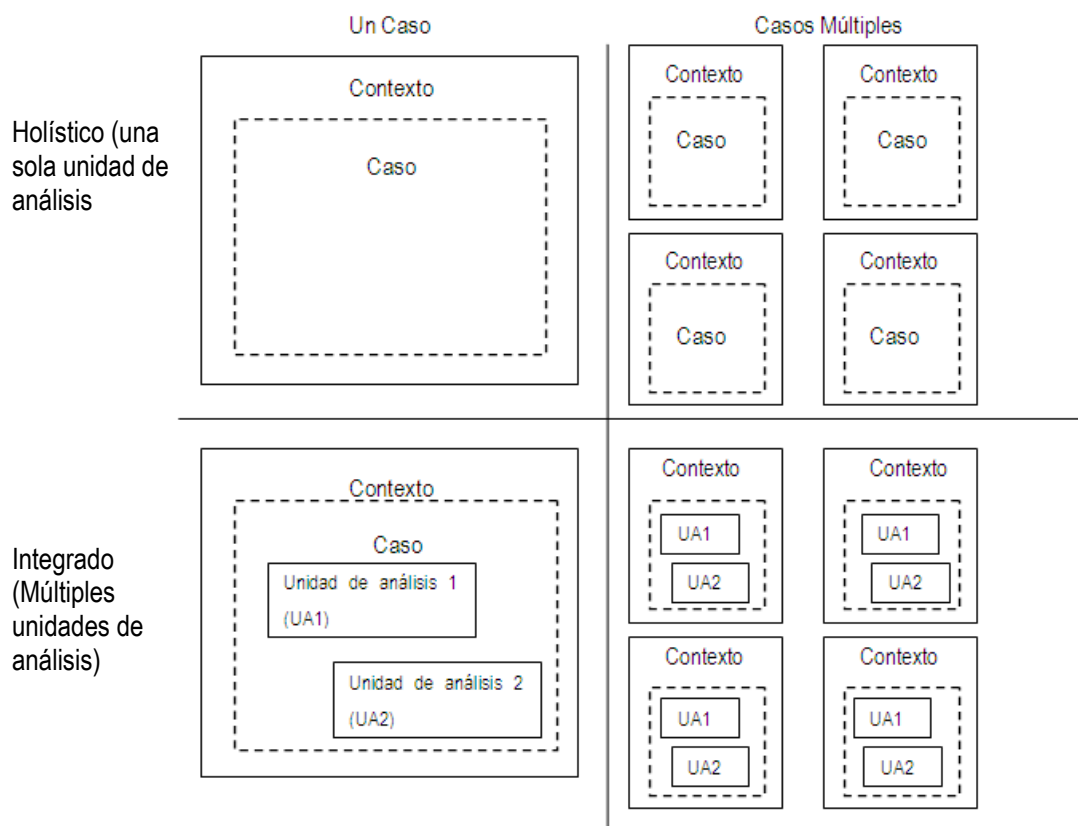 Un Caso
Casos Múltiples
Holístico (una
sola unidad de
análisis
Contexto
Caso
Contexto
Caso
Contexto
Caso
Contexto
Caso
Contexto
Caso
Integrado
(Múltiples
unidades de
análisis)
Contexto
Caso
Unidad de análisis 1
(UA1)
Unidad de análisis 2
(UA2)
Contexto
UA1
UA2
Contexto
UA1
UA2
Contexto
UA1
UA2
Contexto
UA1
UA2